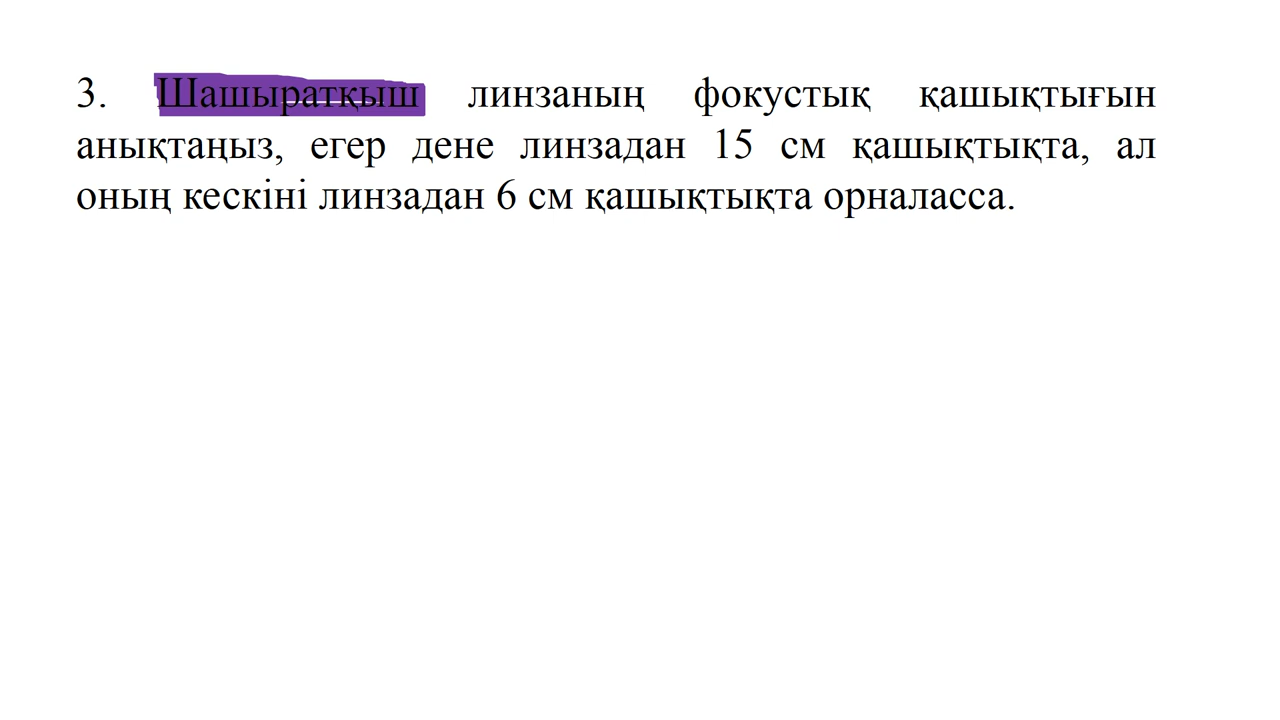 3. Шашыратқыш линзаның фокустық қашықтығын
анықтаңыз, егер дене линзадан 15 см қашықтықта, ал
оның кескіні линзадан 6 см қашықтықта орналасса.